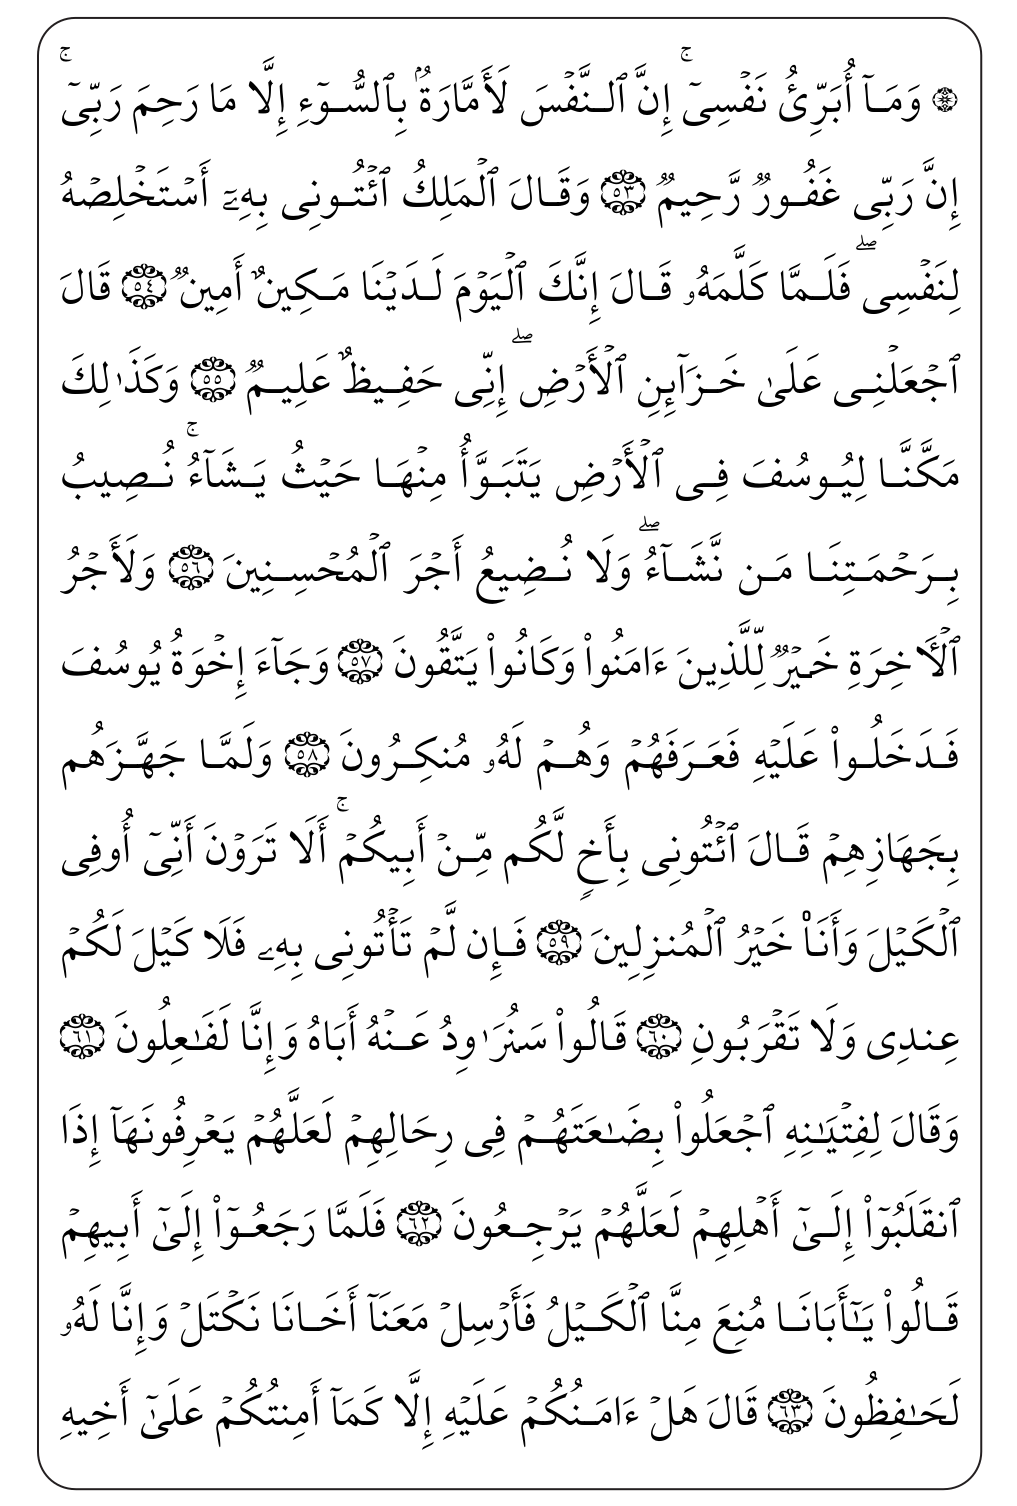 ۞ وَمَآ أُبَرِّئُ نَفۡسِيٓۚ إِنَّ ٱلنَّفۡسَ لَأَمَّارَةُۢ بِٱلسُّوٓءِ إِلَّا مَا رَحِمَ رَبِّيٓۚ
إِنَّ رَبِّي غَفُورٞ رَّحِيمٞ ٥٣ وَقَالَ ٱلۡمَلِكُ ٱئۡتُونِي بِهِۦٓ أَسۡتَخۡلِصۡهُ
لِنَفۡسِيۖ فَلَمَّا كَلَّمَهُۥ قَالَ إِنَّكَ ٱلۡيَوۡمَ لَدَيۡنَا مَكِينٌ أَمِينٞ ٥٤ قَالَ
ٱجۡعَلۡنِي عَلَىٰ خَزَآئِنِ ٱلۡأَرۡضِۖ إِنِّي حَفِيظٌ عَلِيمٞ ٥٥ وَكَذَٰلِكَ
مَكَّنَّا لِيُوسُفَ فِي ٱلۡأَرۡضِ يَتَبَوَّأُ مِنۡهَا حَيۡثُ يَشَآءُۚ نُصِيبُ
بِرَحۡمَتِنَا مَن نَّشَآءُۖ وَلَا نُضِيعُ أَجۡرَ ٱلۡمُحۡسِنِينَ ٥٦ وَلَأَجۡرُ
ٱلۡأٓخِرَةِ خَيۡرٞ لِّلَّذِينَ ءَامَنُواْ وَكَانُواْ يَتَّقُونَ ٥٧ وَجَآءَ إِخۡوَةُ يُوسُفَ
فَدَخَلُواْ عَلَيۡهِ فَعَرَفَهُمۡ وَهُمۡ لَهُۥ مُنكِرُونَ ٥٨ وَلَمَّا جَهَّزَهُم
بِجَهَازِهِمۡ قَالَ ٱئۡتُونِي بِأَخٖ لَّكُم مِّنۡ أَبِيكُمۡۚ أَلَا تَرَوۡنَ أَنِّيٓ أُوفِي
ٱلۡكَيۡلَ وَأَنَا۠ خَيۡرُ ٱلۡمُنزِلِينَ ٥٩ فَإِن لَّمۡ تَأۡتُونِي بِهِۦ فَلَا كَيۡلَ لَكُمۡ
عِندِي وَلَا تَقۡرَبُونِ ٦٠ قَالُواْ سَنُرَٰوِدُ عَنۡهُ أَبَاهُ وَإِنَّا لَفَٰعِلُونَ ٦١
وَقَالَ لِفِتۡيَٰنِهِ ٱجۡعَلُواْ بِضَٰعَتَهُمۡ فِي رِحَالِهِمۡ لَعَلَّهُمۡ يَعۡرِفُونَهَآ إِذَا
ٱنقَلَبُوٓاْ إِلَىٰٓ أَهۡلِهِمۡ لَعَلَّهُمۡ يَرۡجِعُونَ ٦٢ فَلَمَّا رَجَعُوٓاْ إِلَىٰٓ أَبِيهِمۡ
قَالُواْ يَٰٓأَبَانَا مُنِعَ مِنَّا ٱلۡكَيۡلُ فَأَرۡسِلۡ مَعَنَآ أَخَانَا نَكۡتَلۡ وَإِنَّا لَهُۥ
لَحَٰفِظُونَ ٦٣ قَالَ هَلۡ ءَامَنُكُمۡ عَلَيۡهِ إِلَّا كَمَآ أَمِنتُكُمۡ عَلَىٰٓ أَخِيهِ